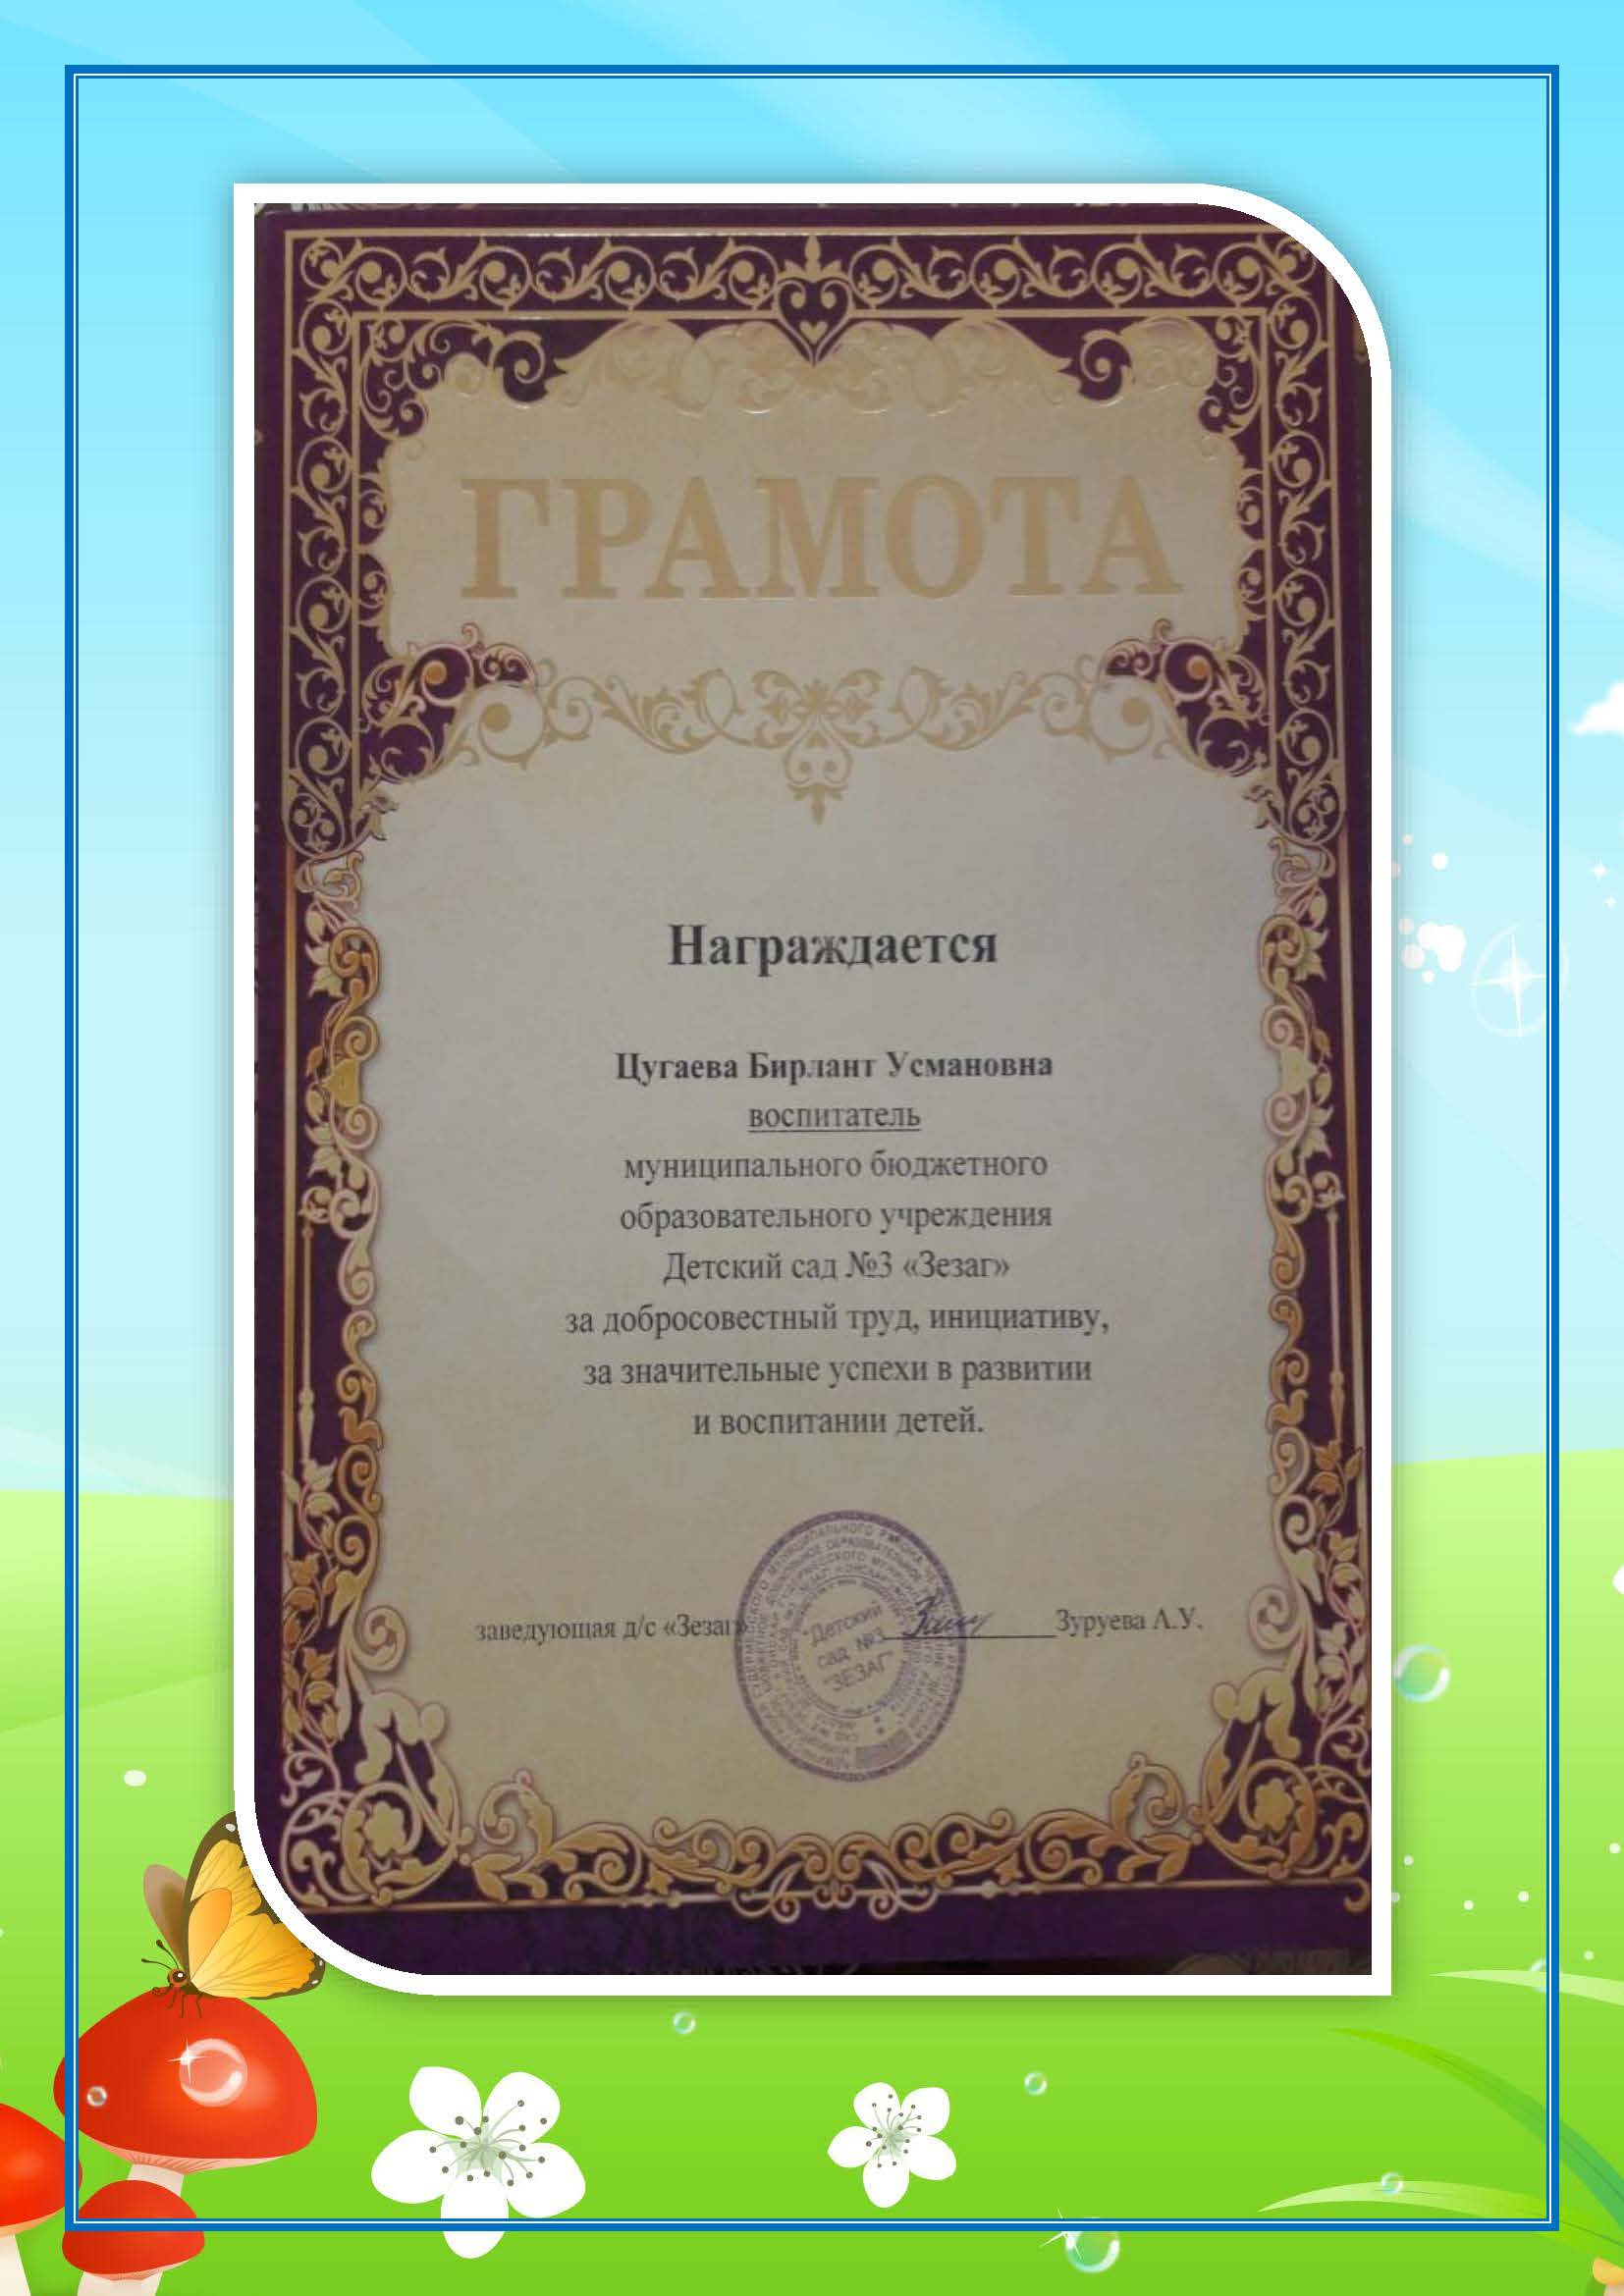 ГРАМОТА
Награждается
Цугаева Бирлант Усмановна
воспитатель
муниципального бюджетного
образовательного учреждения
Детский сад №3 «Зезаг»
за добросовестный труд, инициативу,
за значительные успехи в развитии
и воспитании детей.
заведующая д/с «Зезаг» Зуруева Л.У.
"Детский
сад №3
"ЗЕЗАГ"